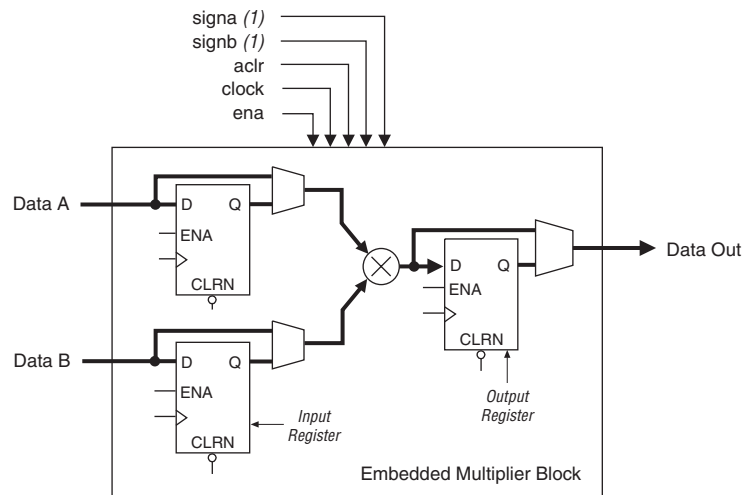 signa (1)
signb (1)
aclr
clock
ena
Data A
D Q
ENA
CLRN
Data Out
D Q
ENA
CLRN
Output
Register
Data B
D Q
ENA
CLRN
Input
Register
Embedded Multiplier Block